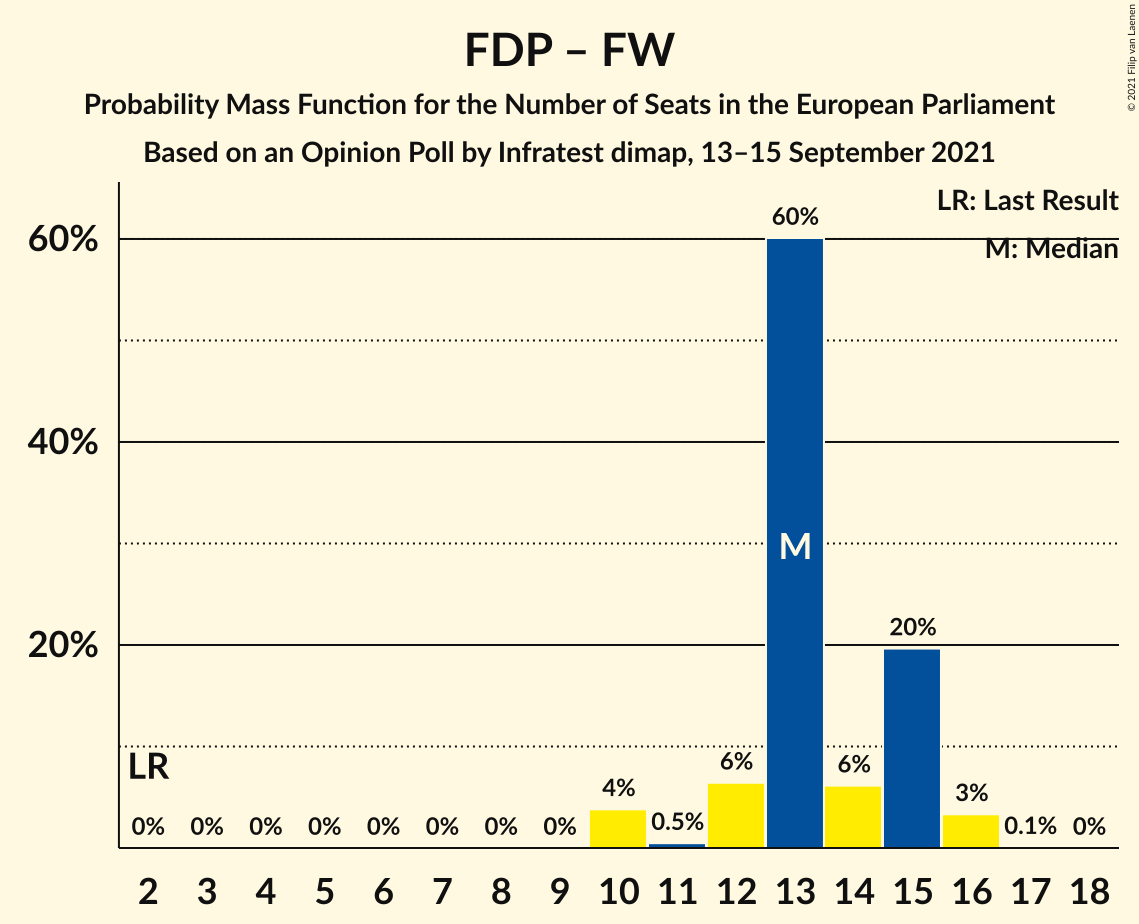 FDP – FW
Probability Mass Function for the Number of Seats in the European Parliament
Based on an Opinion Poll by Infratest dimap, 13–15 September 2021
© 2021 Filip van Laenen
LR: Last Result
M: Median
60%
40%
20%
60%
M
20%
LR
0% 0% 0% 0% 0% 0% 0% 0% 4% 0.5% 6% 6% 3% 0.1% 0%
2 3 4 5 6 7 8 9 10 11 12 13 14 15 16 17 18